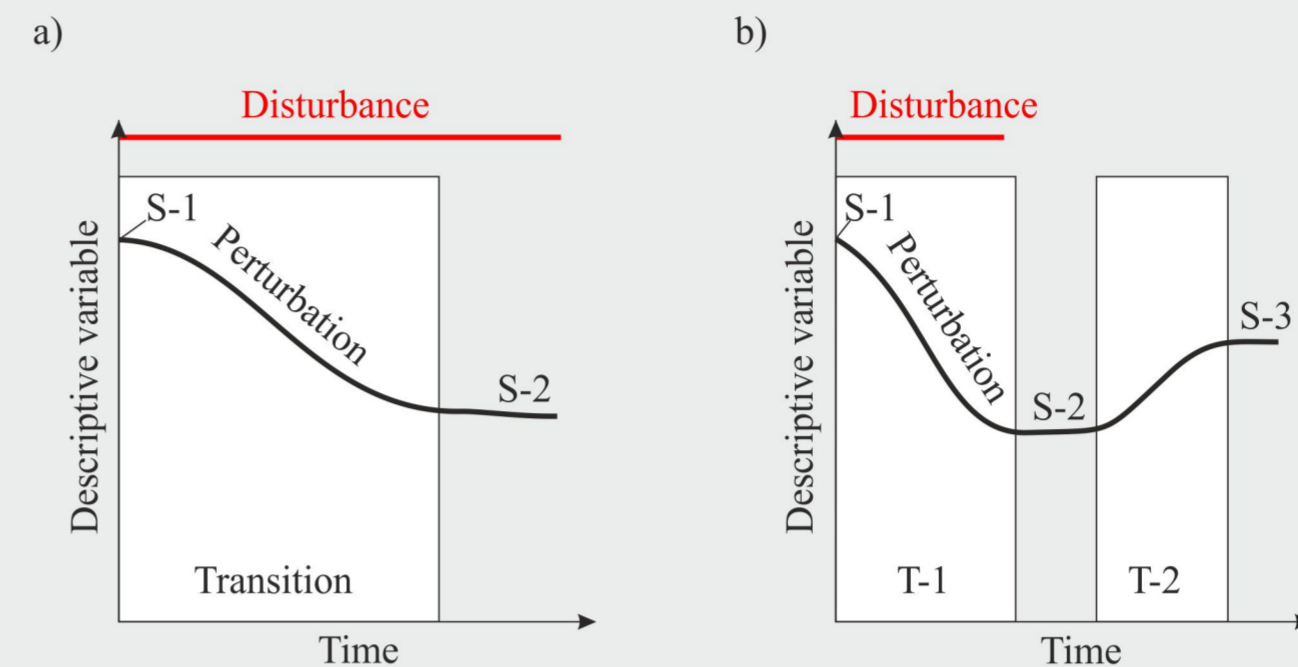 a)
Disturbance
S-1
Perturbation
S-2
Descriptive variable
Transition
Time
b)
Disturbance
S-1
Perturbation
S-2
S-3
Descriptive variable
T-1
T-2
Time